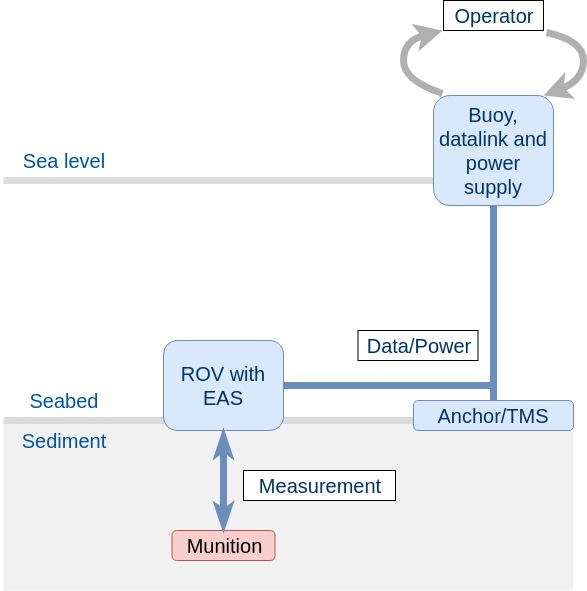 Operator
Buoy,
datalink and
power
supply
Sea level
Data/Power
ROV with
EAS
Seabed
Anchor/TMS
Sediment
Measurement
Munition